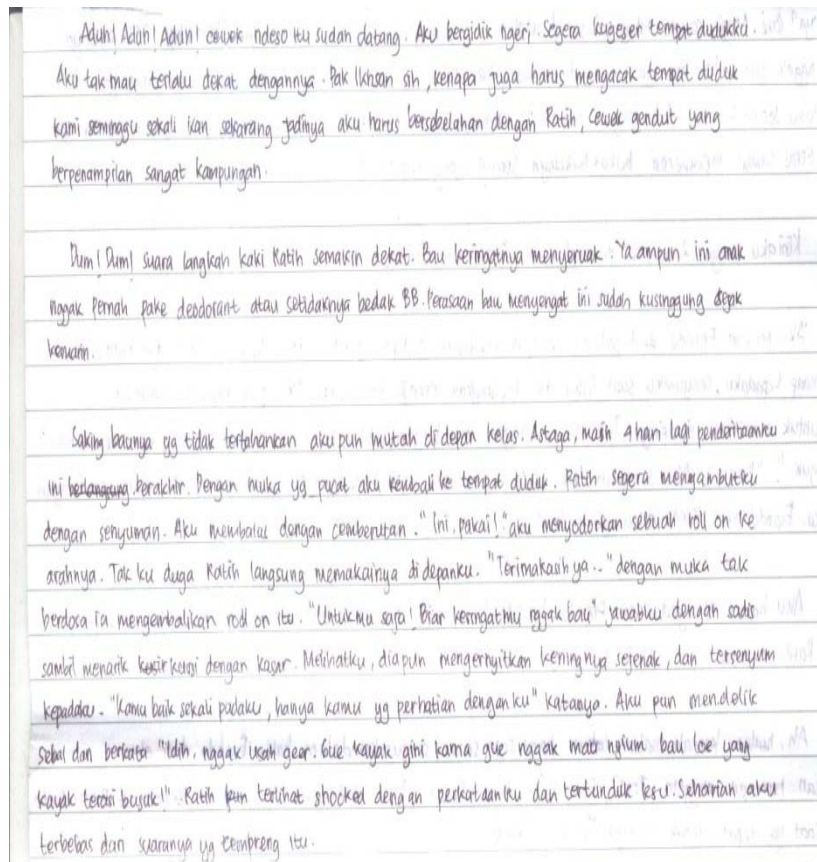 Aduh! Aduh! Aduh! cewek ndeso itu sudah datang. Aku bergidik ngeri. Segera kugeser tempat dudukku.
Aku tak mau terlalu dekat dengannya. Pak Ikhsan sih, kenapa juga harus mengacak tempat duduk
kami seminggu sekali kan sekarang jadinya aku harus bersebelahan dengan Ratih, cewek gendut yang
berpenampilan sangat kampungan.
Dum! Dum! suara langkah kaki Ratih semakin dekat. Bau keringatnya menyeruak. Ya ampun ini anak
nggak pernah pake deodorant atau setidaknya bedak BB. Perasaan bau menyengat ini sudah kusinggung sejak
kemarin.
Saking baunya yg tidak tertahankan aku pun mutah di depan kelas. Astaga, masih 4 hari lagi penderitaanku
ini berlangsung berakhir. Dengan muka yg pucat aku kembali ke tempat duduk. Ratih segera mengambutku
dengan senyuman. Aku membalas dengan cemberutan. "Ini, pakai!" aku menyodorkan sebuah roll on ke
arahnya. Tak ku duga Ratih langsung memakainya di depanku. "Terimakasih ya.." dengan muka tak
berdosa ia mengembalikan roll on itu. "Untukmu saja! Biar keringatmu nggak bau" jawabku dengan sadis
sambil menarik kursi dengan kasar. Melihatku, diapun mengernyitkan keningnya sejenak, dan tersenyum
kepadaku. "Kamu baik sekali padaku, hanya kamu yg perhatian denganku" katanya. Aku pun mendelik
sebal dan berkata "Idih, nggak usah geer. Gue kayak gini karna gue nggak mau ngium bau loe yang
kayak terasi busuk!" Ratih pun terlihat shocked dengan perkataanku dan tertunduk lesu. Seharian aku
terbebas dari suaranya yg cempreng itu.